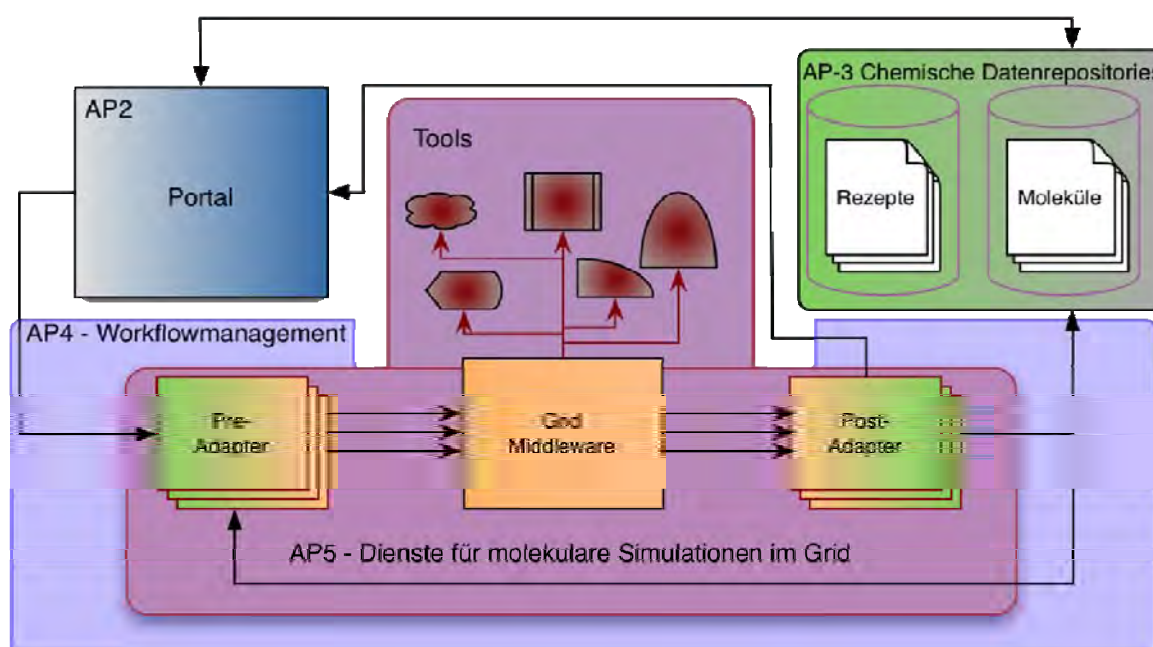 AP-3 Chemische Datenrepositories
AP2
Tools
Portal
Rezepte
Moleküle
AP4 - Workflowmanagement
Pre-
Adapter
Grid
Middleware
Post-
Adapter
AP5 - Dienste für molekulare Simulationen im Grid